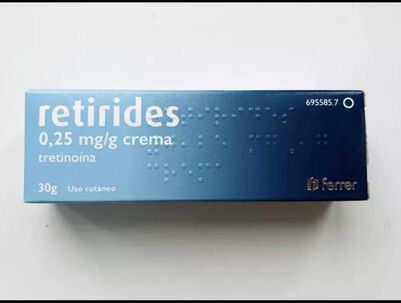 retirides
695585.7
0,25 mg/g crema
tretinoína
30g Uso cutáneo
Ferrer